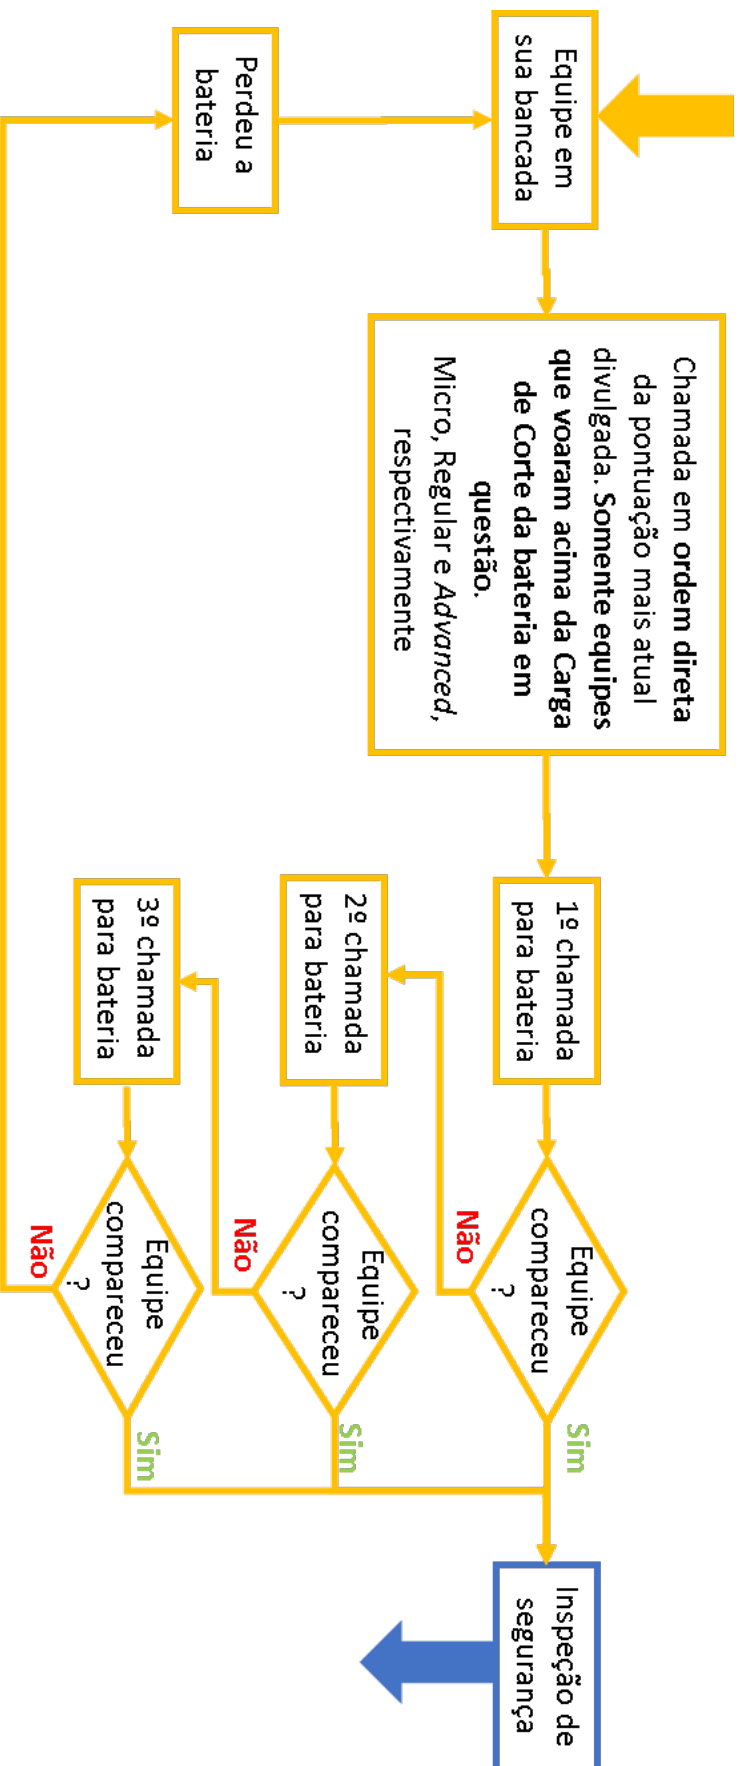 Equipe em
sua bancada
Perdeu a
bateria
Chamada em ordem direta
da pontuação mais atual
divulgada. Somente equipes
que voaram acima da Carga
de Corte da bateria em
questão.
Micro, Regular e Advanced,
respectivamente
1º chamada
para bateria
Equipe
compareceu
?
Sim
Não
2º chamada
para bateria
Equipe
compareceu
?
Sim
Não
3º chamada
para bateria
Equipe
compareceu
?
Sim
Não
Inspeção de
segurança